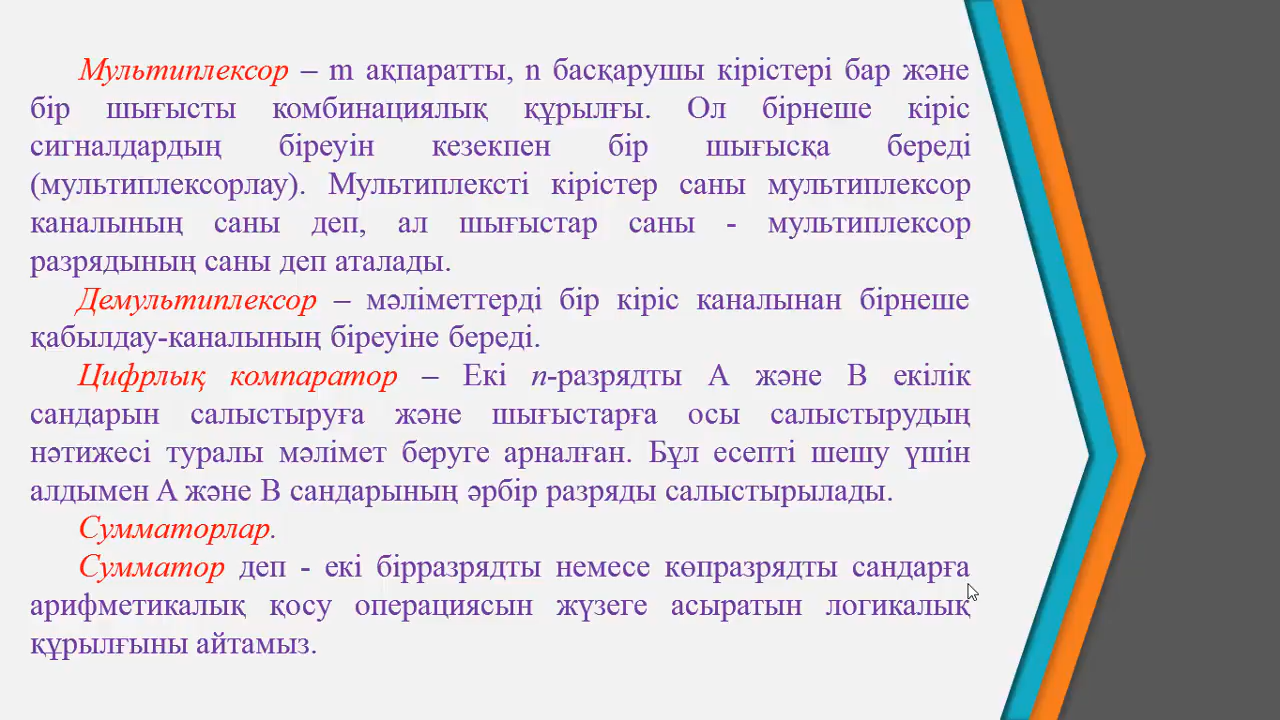 Мультиплексор – m ақпаратты, n басқарушы кірістері бар және
бір шығысты комбинациялық құрылғы. Ол бірнеше кіріс
сигналдардың біреуін кезекпен бір шығысқа береді
(мультиплексорлау). Мультиплексті кірістер саны мультиплексор
каналының саны деп, ал шығыстар саны - мультиплексор
разрядының саны деп аталады.
Демультиплексор – мәліметтерді бір кіріс каналынан бірнеше
қабылдау-каналының біреуіне береді.
Цифрлық компаратор – Екі n-разрядты А және В екілік
сандарын салыстыруға және шығыстарға осы салыстырудың
нәтижесі туралы мәлімет беруге арналған. Бұл есепті шешу үшін
алдымен А және В сандарының әрбір разряды салыстырылады.
Сумматорлар.
Сумматор деп - екі бірразрядты немесе көпразрядты сандарға
арифметикалық қосу операциясын жүзеге асыратын логикалық
құрылғыны айтамыз.